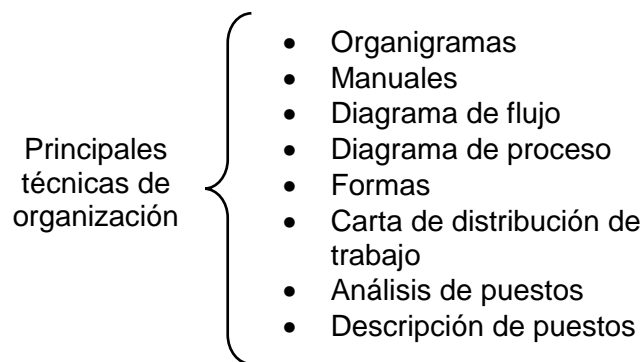 Principales
técnicas de
organización
• Organigramas
• Manuales
• Diagrama de flujo
• Diagrama de proceso
• Formas
• Carta de distribución de
trabajo
• Análisis de puestos
• Descripción de puestos